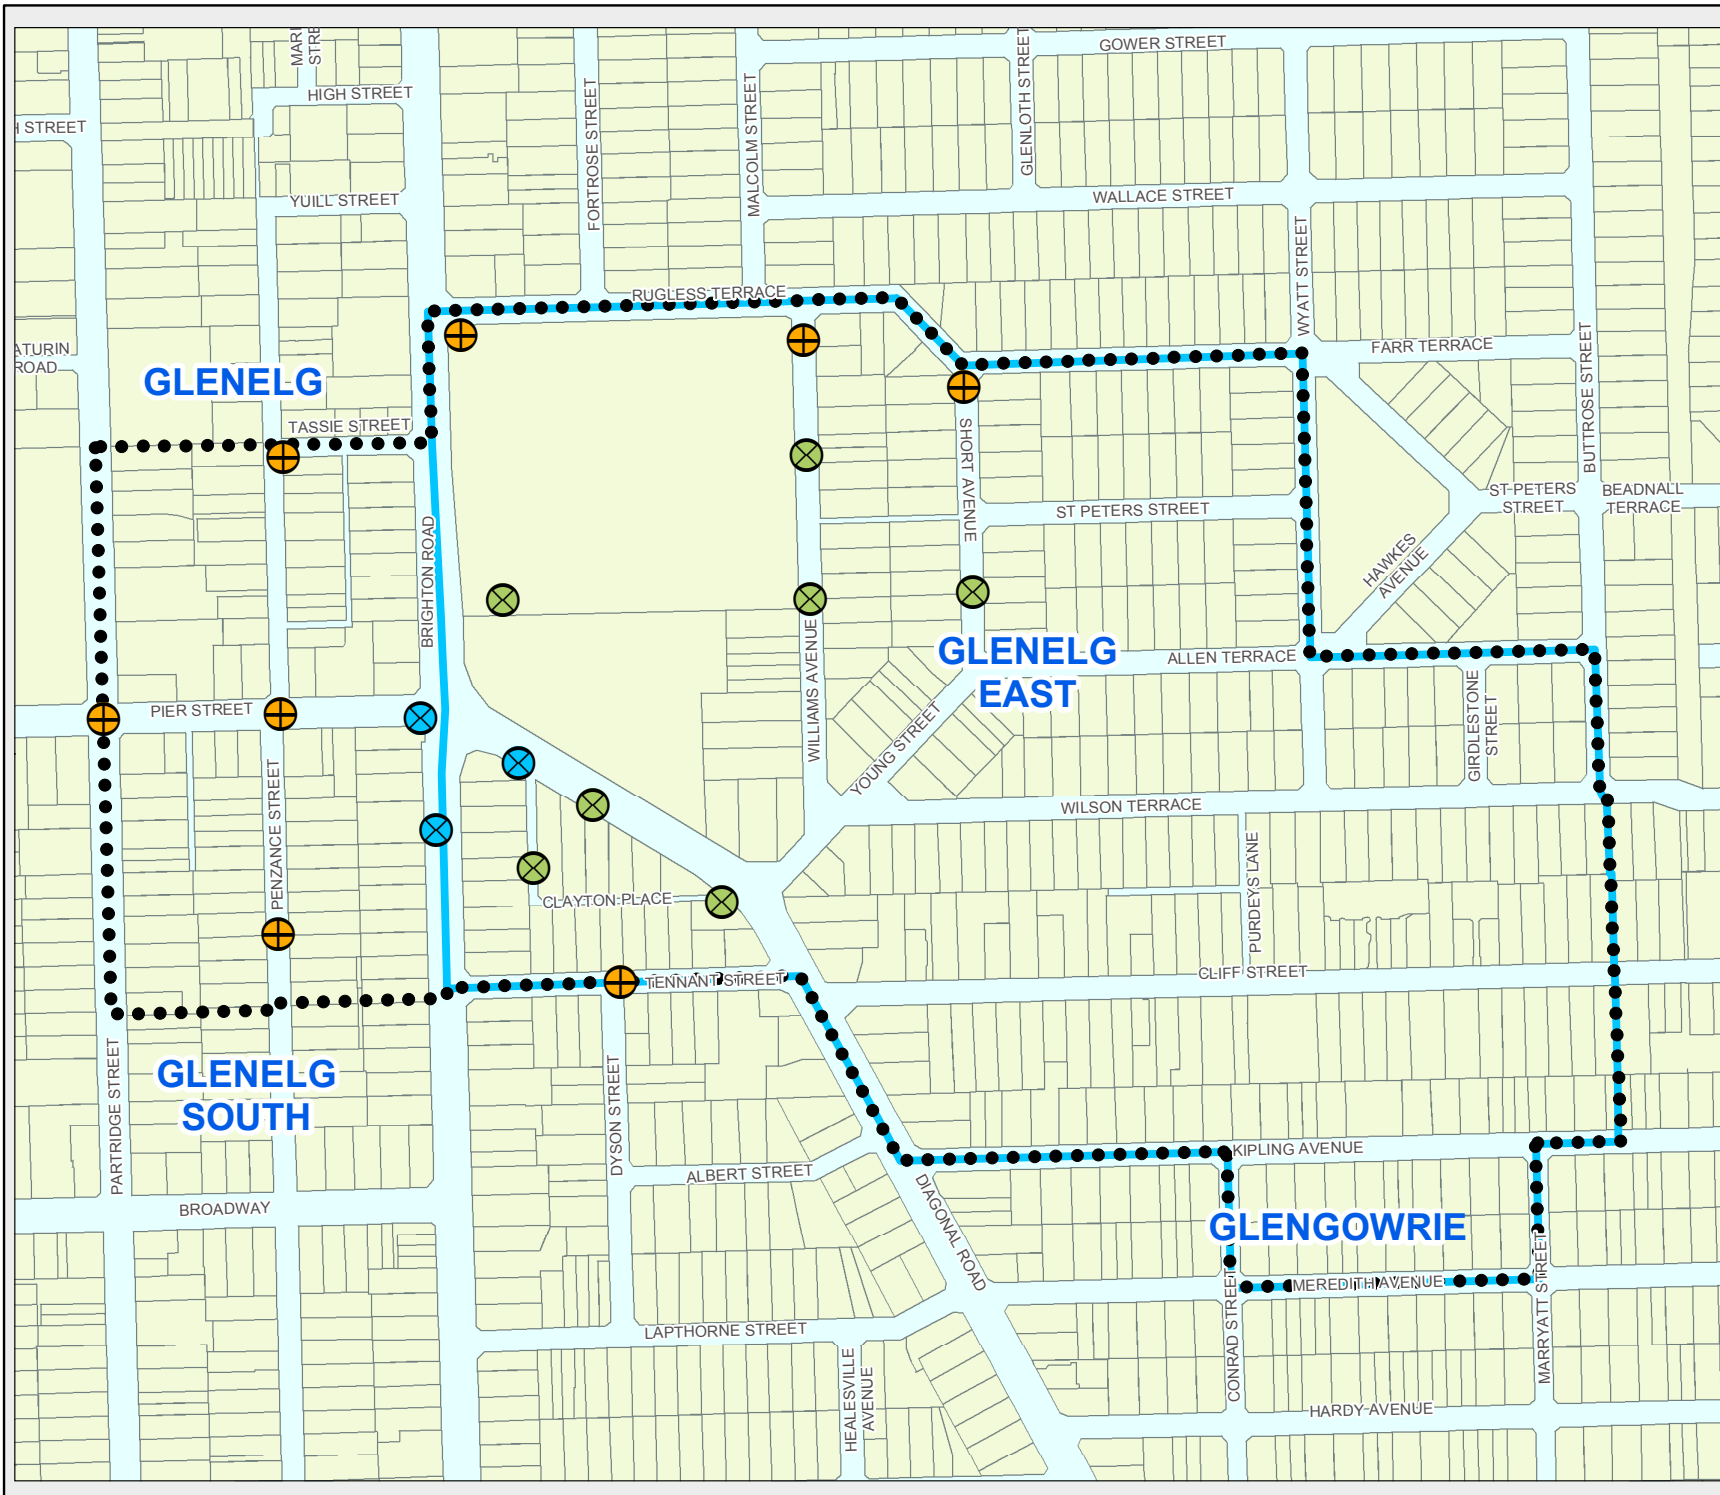 GOWER STREET
HIGH STREET
H STREET
GLENLOTH STREET
MALCOLM STREET
FORTROSE STREET
YUILL STREET
WALLACE STREET
WYATT STREET
RUGLESS TERRACE
FARR TERRACE
ROAD
GLENELG
BUTTROSE STREET
TASSIE STREET
SHORT AVENUE
ST PETERS
STREET
BEADNALL
TERRACE
ST PETERS STREET
BRIGHTON ROAD
HAWKES
AVENUE
GLENELG
EAST
ALLEN TERRACE
WILLIAMS AVENUE
GIRDLESTONE
STREET
PIER STREET
YOUNG STREET
PENZANCE STREET
WILSON TERRACE
PURDEYS LANE
CLAYTON PLACE
CLIFF STREET
TENNANT STREET
GLENELG
SOUTH
PARTRIDGE STREET
DYSON STREET
KIPLING AVENUE
ALBERT STREET
DIAGONAL ROAD
BROADWAY
GLENGOWRIE
MEREDITH AVENUE
CONRAD STREET
MARRYATT STREET
LAPTHORNE STREET
HEALESVILLE
AVENUE
HARDY AVENUE